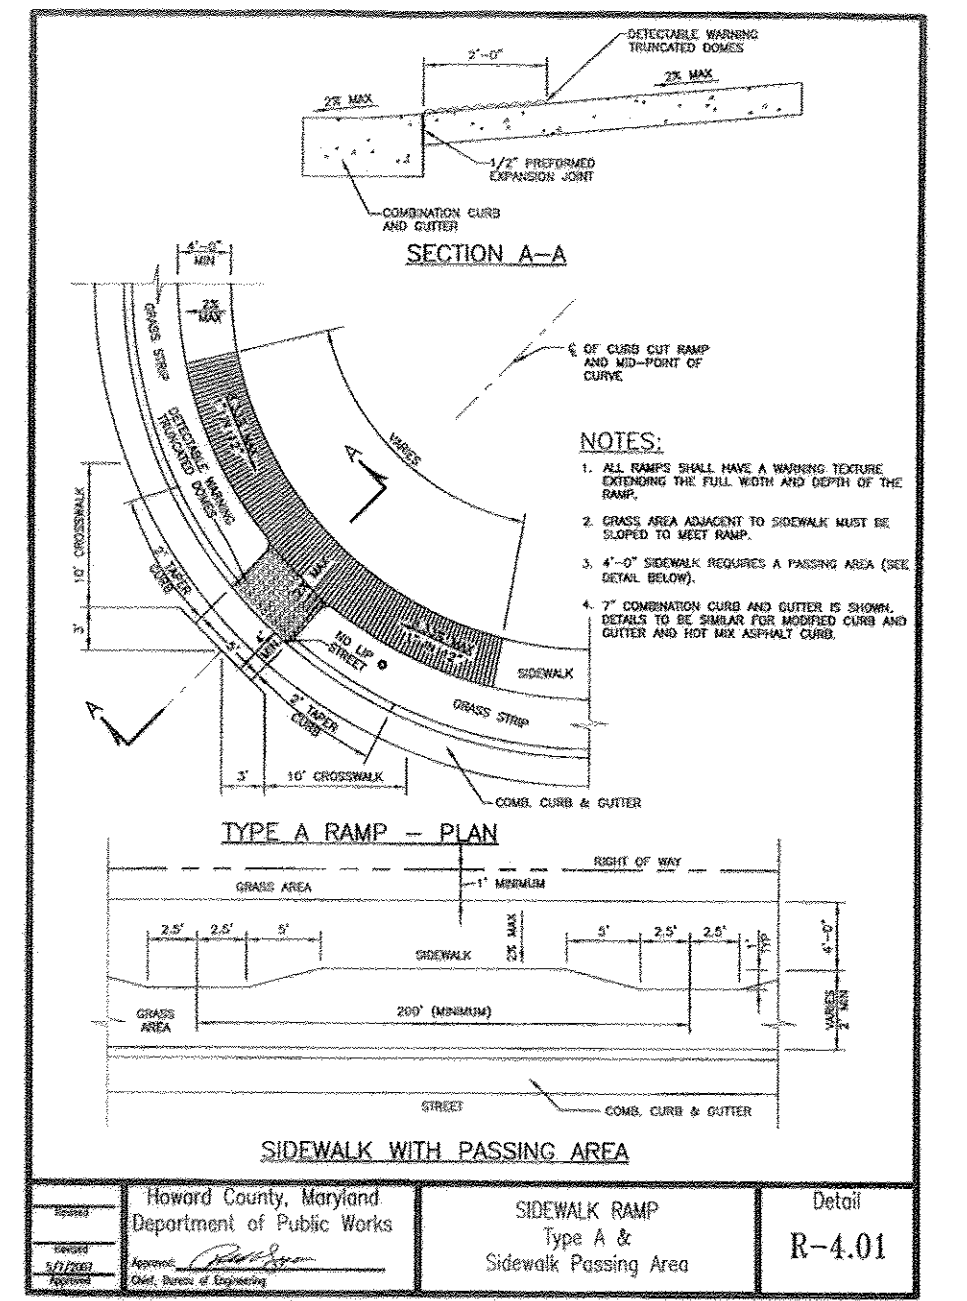 DETECTABLE WARNING
TRUNCATED DOMES
2'-0"
2% MAX
2% MAX
1/2" PREFORMED
EXPANSION JOINT
COMBINATION CURB
AND GUTTER
SECTION A-A
4'-0"
MIN
2%
MAX
GRASS STRIP
DETECTABLE WARNING
TRUNCATED DOMES
VARIES
A
℄ OF CURB CUT RAMP
AND MID-POINT OF
CURVE
NOTES:
1. ALL RAMPS SHALL HAVE A WARNING TEXTURE
EXTENDING THE FULL WIDTH AND DEPTH OF THE
RAMP.
2. GRASS AREA ADJACENT TO SIDEWALK MUST BE
SLOPED TO MEET RAMP.
3. 4'-0" SIDEWALK REQUIRES A PASSING AREA (SEE
DETAIL BELOW).
4. 7" COMBINATION CURB AND GUTTER IS SHOWN.
DETAILS TO BE SIMILAR FOR MODIFIED CURB AND
GUTTER AND HOT MIX ASPHALT CURB.
10' CROSSWALK
3'
2' TAPER
CURB
5'
4'
MIN
MAX
NO LIP
STREET
2' TAPER
CURB
SIDEWALK
GRASS STRIP
A
3'
10' CROSSWALK
COMB. CURB & GUTTER
TYPE A RAMP - PLAN
RIGHT OF WAY
GRASS AREA
1' MINIMUM
2.5'
2.5'
5'
SIDEWALK
2% MAX
5'
2.5'
2.5'
1'
TYP
4'-0"
GRASS
AREA
200' (MINIMUM)
VARIES
2' MIN
STREET
COMB. CURB & GUTTER
SIDEWALK WITH PASSING AREA
Revised
Revised
5/7/2007
Approved
Howard County, Maryland
Department of Public Works
Approved:
Chief, Bureau of Engineering
SIDEWALK RAMP
Type A &
Sidewalk Passing Area
Detail
R-4.01